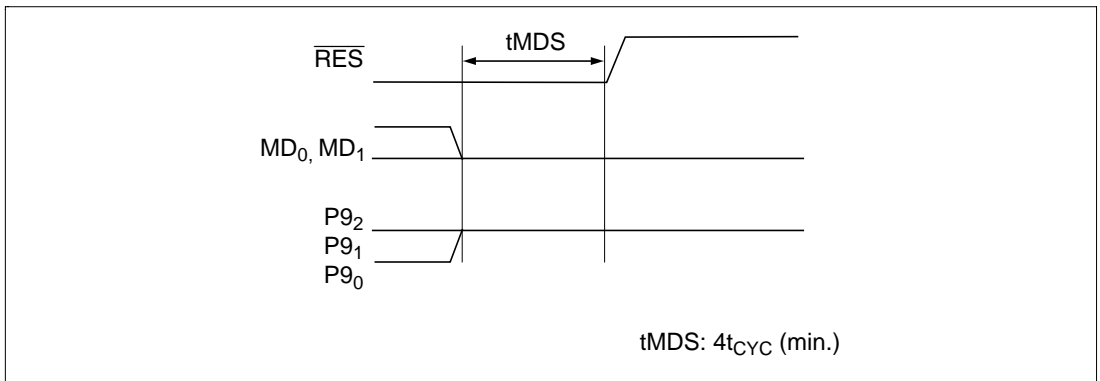 tMDS
RES
MD0, MD1
P92
P91
P90
tMDS: 4tCYC (min.)